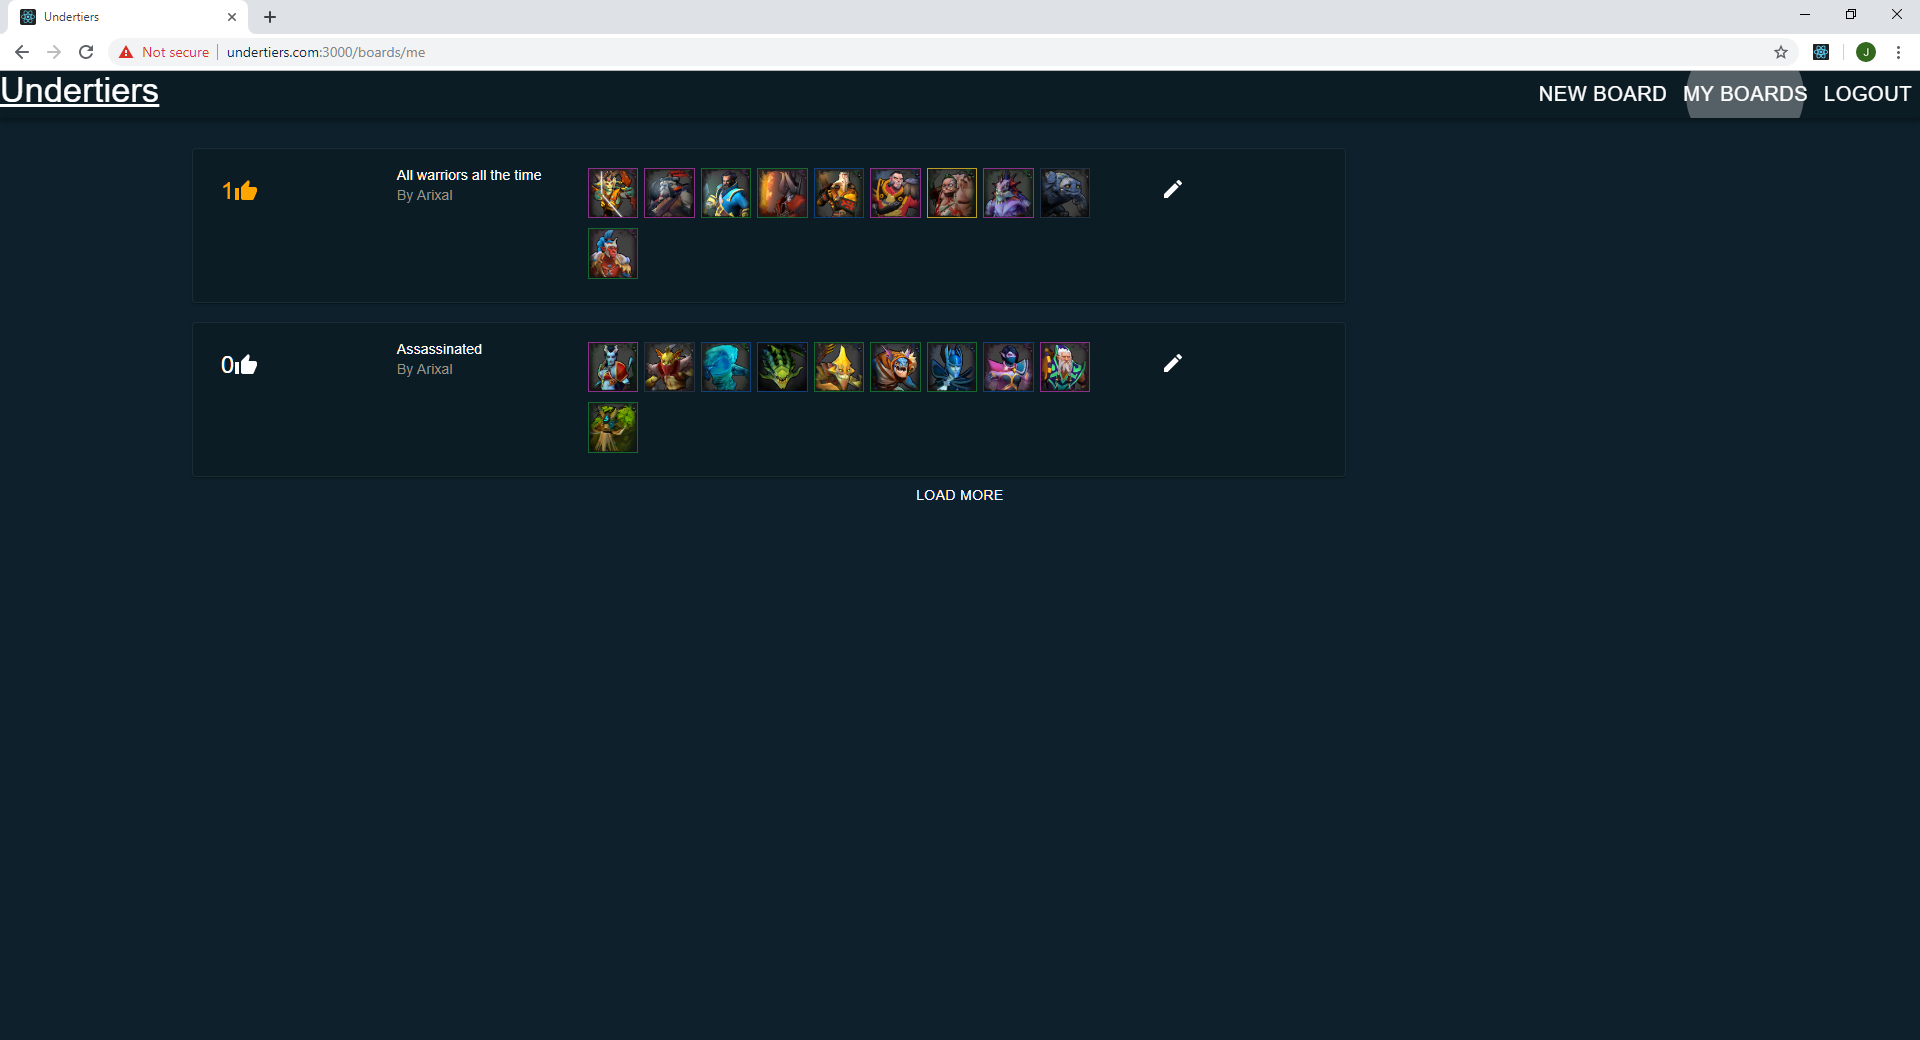 Undertiers
Not secure
undertiers.com:3000/boards/me
J
Undertiers
NEW BOARD
MY BOARDS
LOGOUT
1
All warriors all the time
By Arixal
0
Assassinated
By Arixal
LOAD MORE